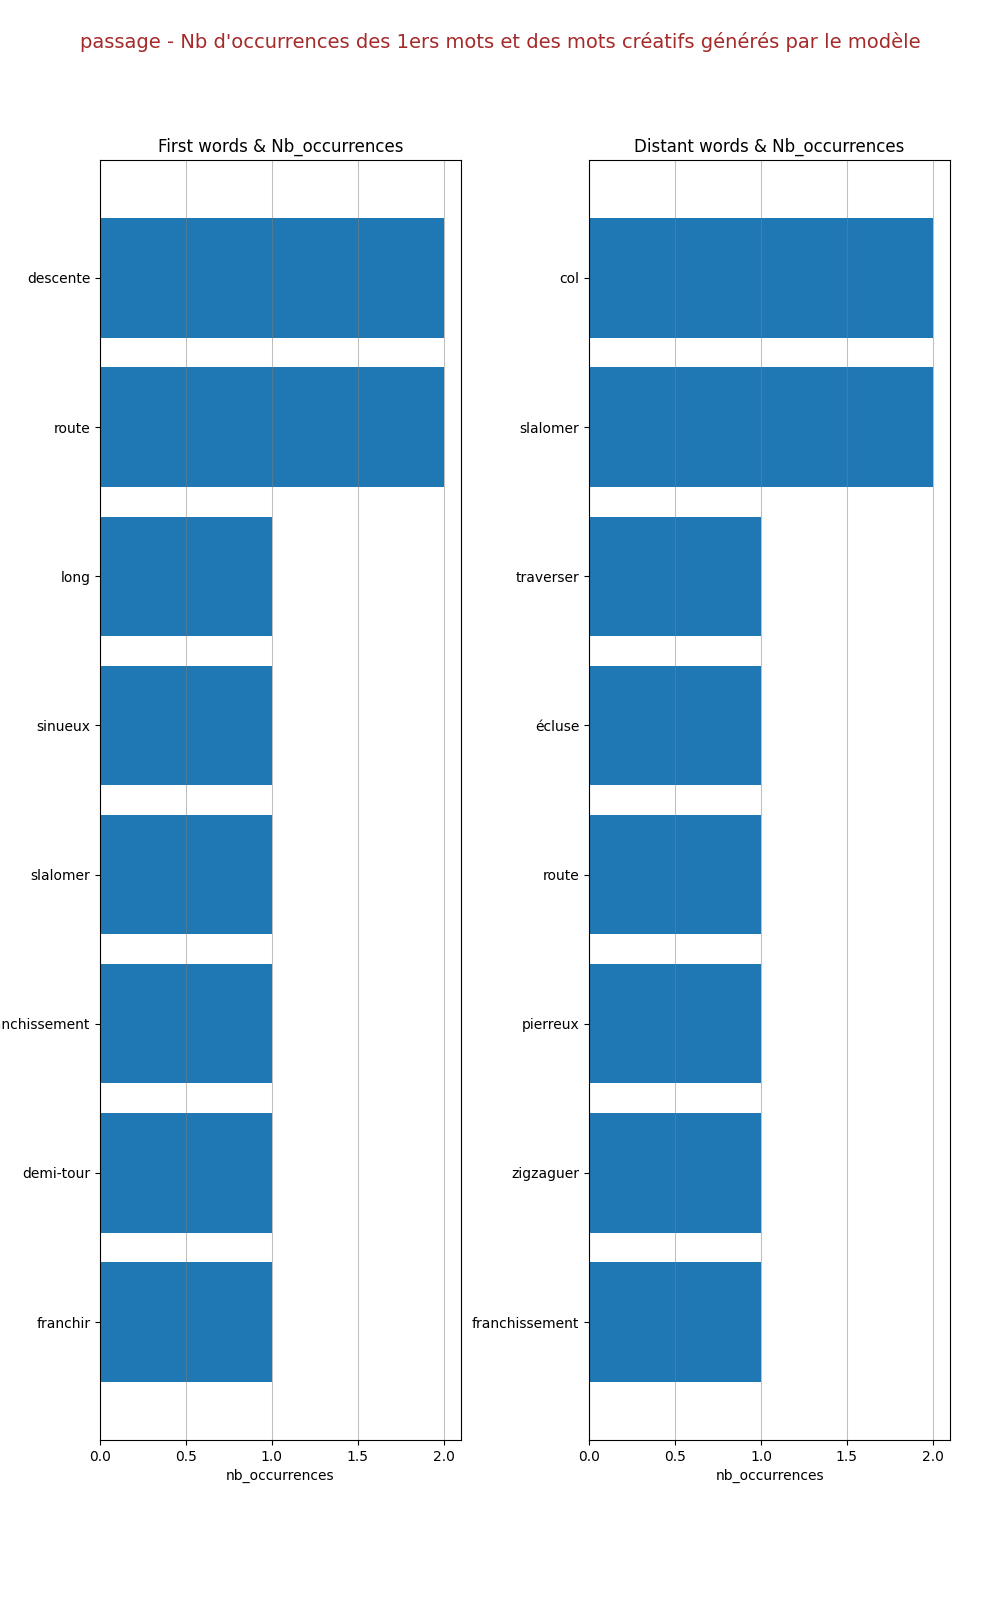 passage - Nb d'occurrences des 1ers mots et des mots créatifs générés par le modèle
First words & Nb_occurrences
descente
route
long
sinueux
slalomer
nchissement
demi-tour
franchir
0.0 0.5 1.0 1.5 2.0
nb_occurrences
Distant words & Nb_occurrences
col
slalomer
traverser
écluse
route
pierreux
zigzaguer
franchissement
0.0 0.5 1.0 1.5 2.0
nb_occurrences